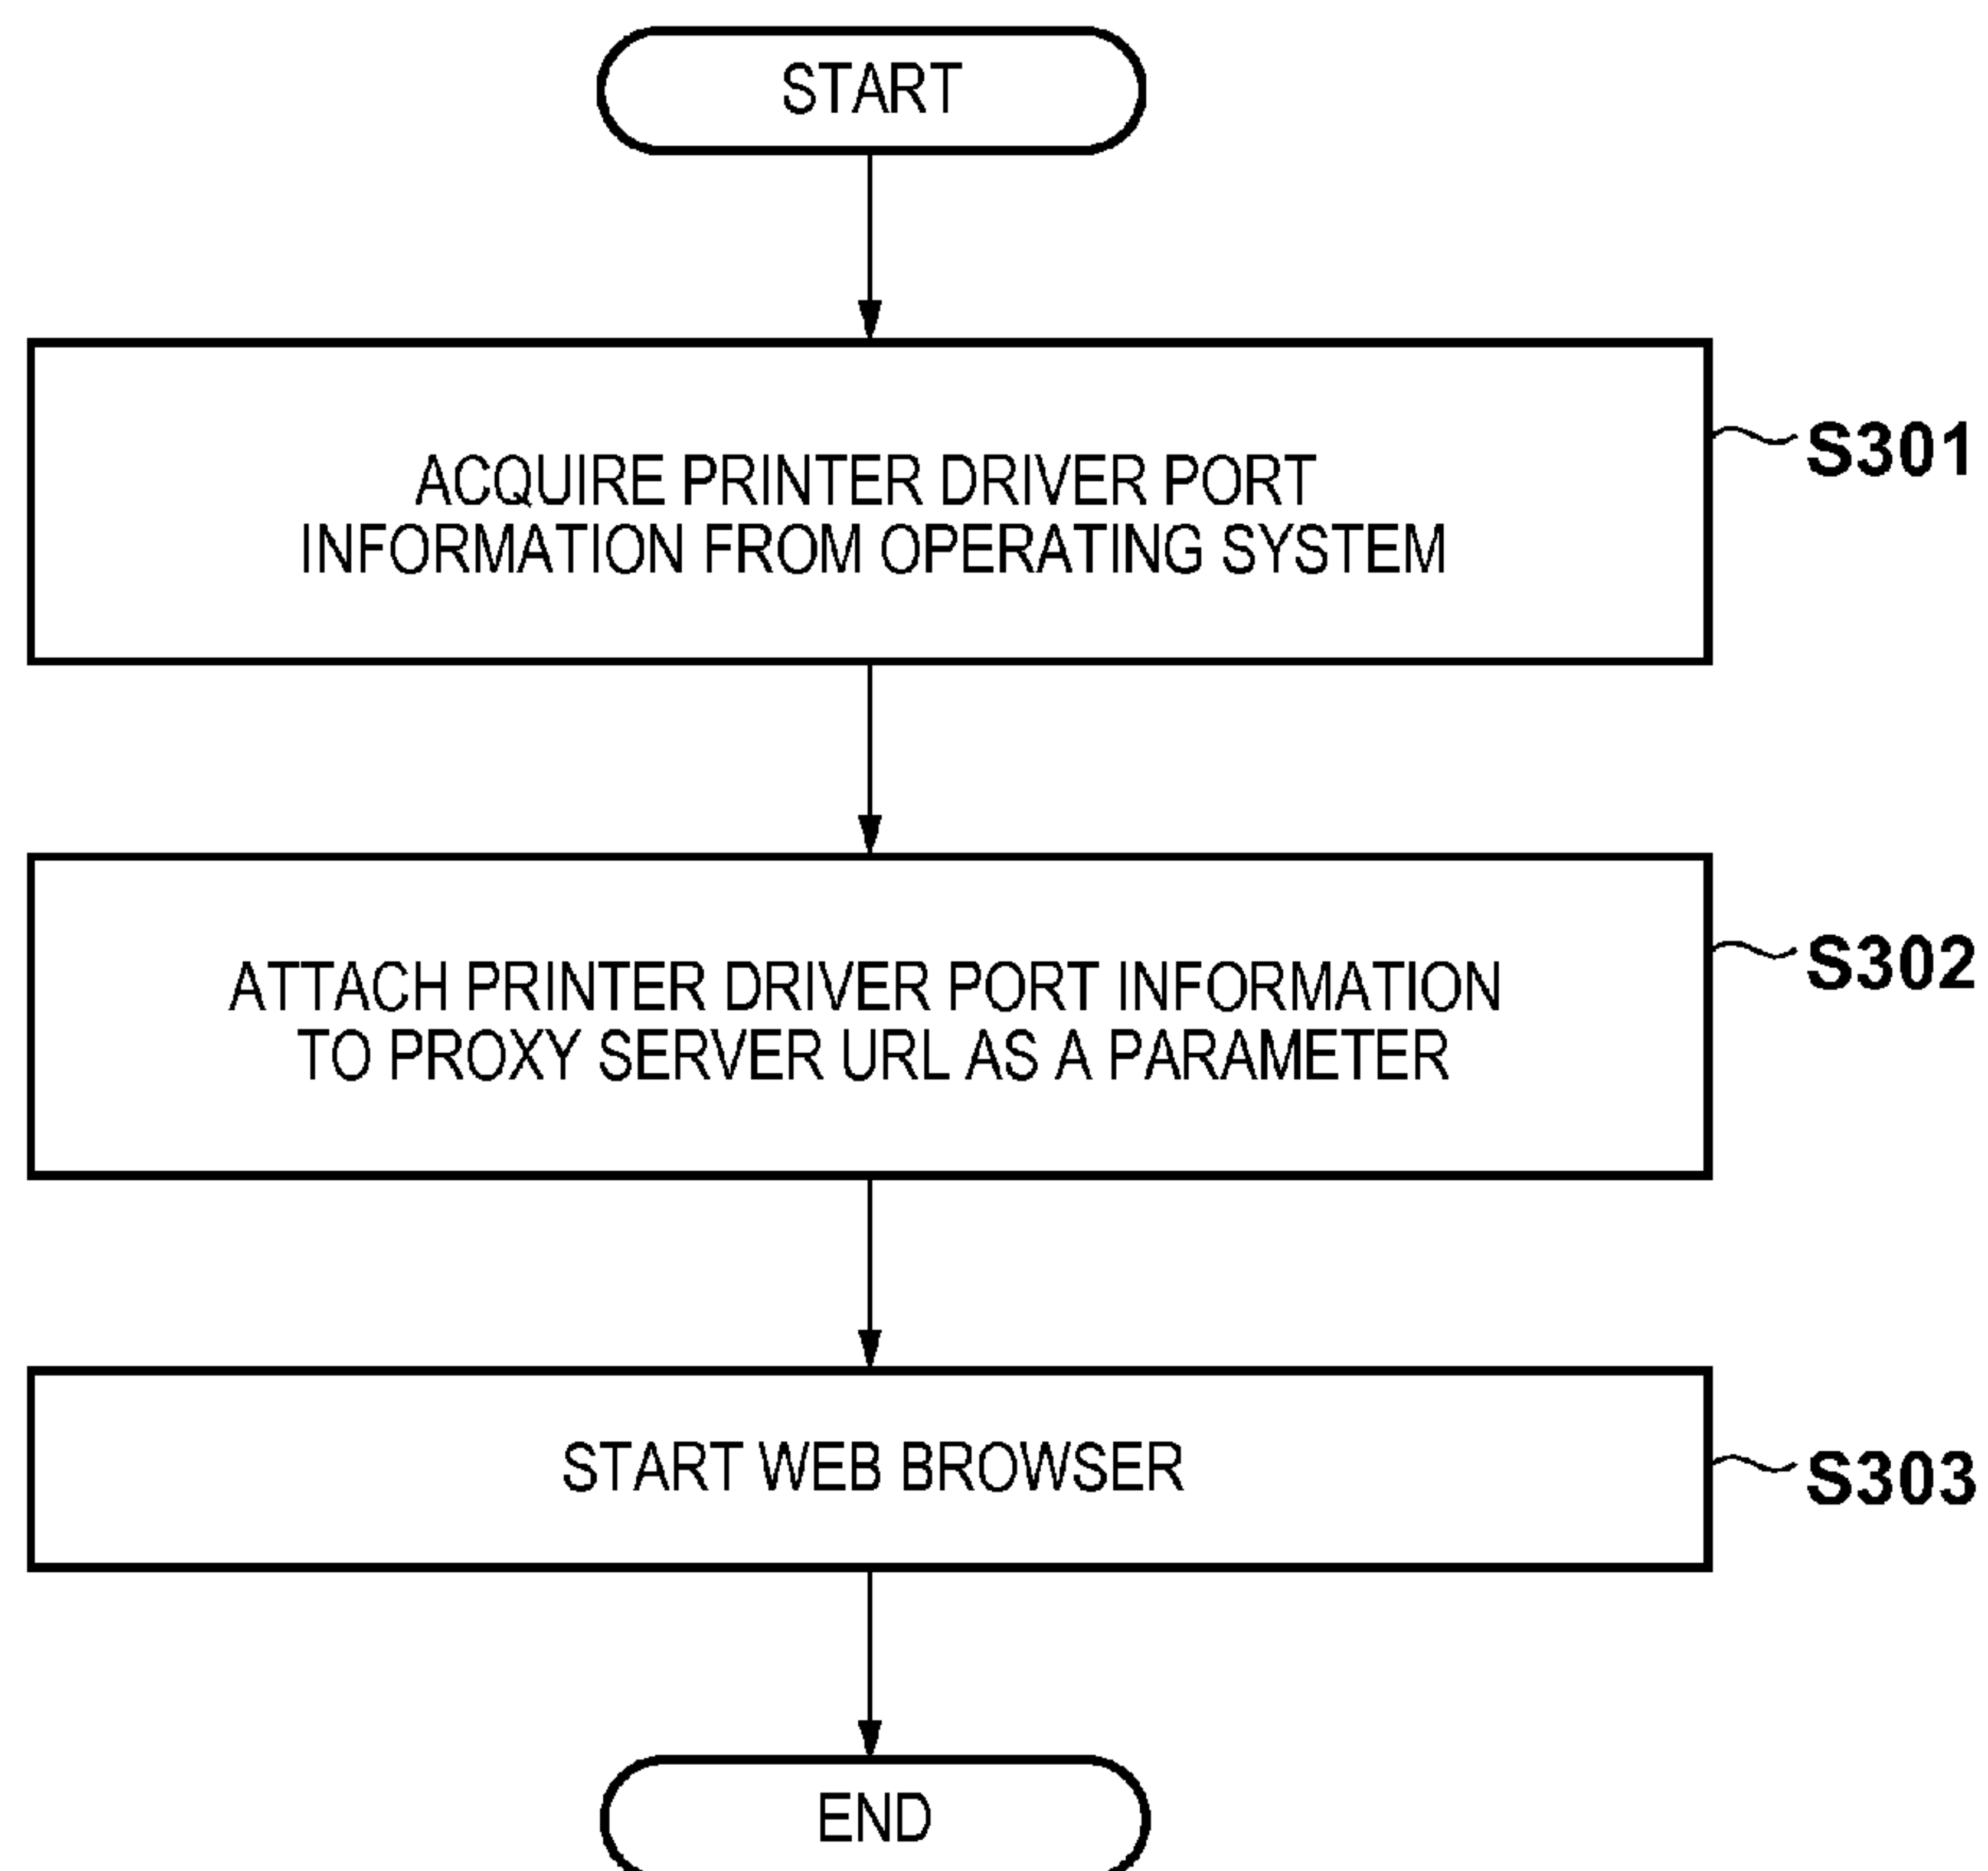 START
ACQUIRE PRINTER DRIVER PORT
INFORMATION FROM OPERATING SYSTEM
S301
ATTACH PRINTER DRIVER PORT INFORMATION
TO PROXY SERVER URL AS A PARAMETER
S302
START WEB BROWSER
S303
END